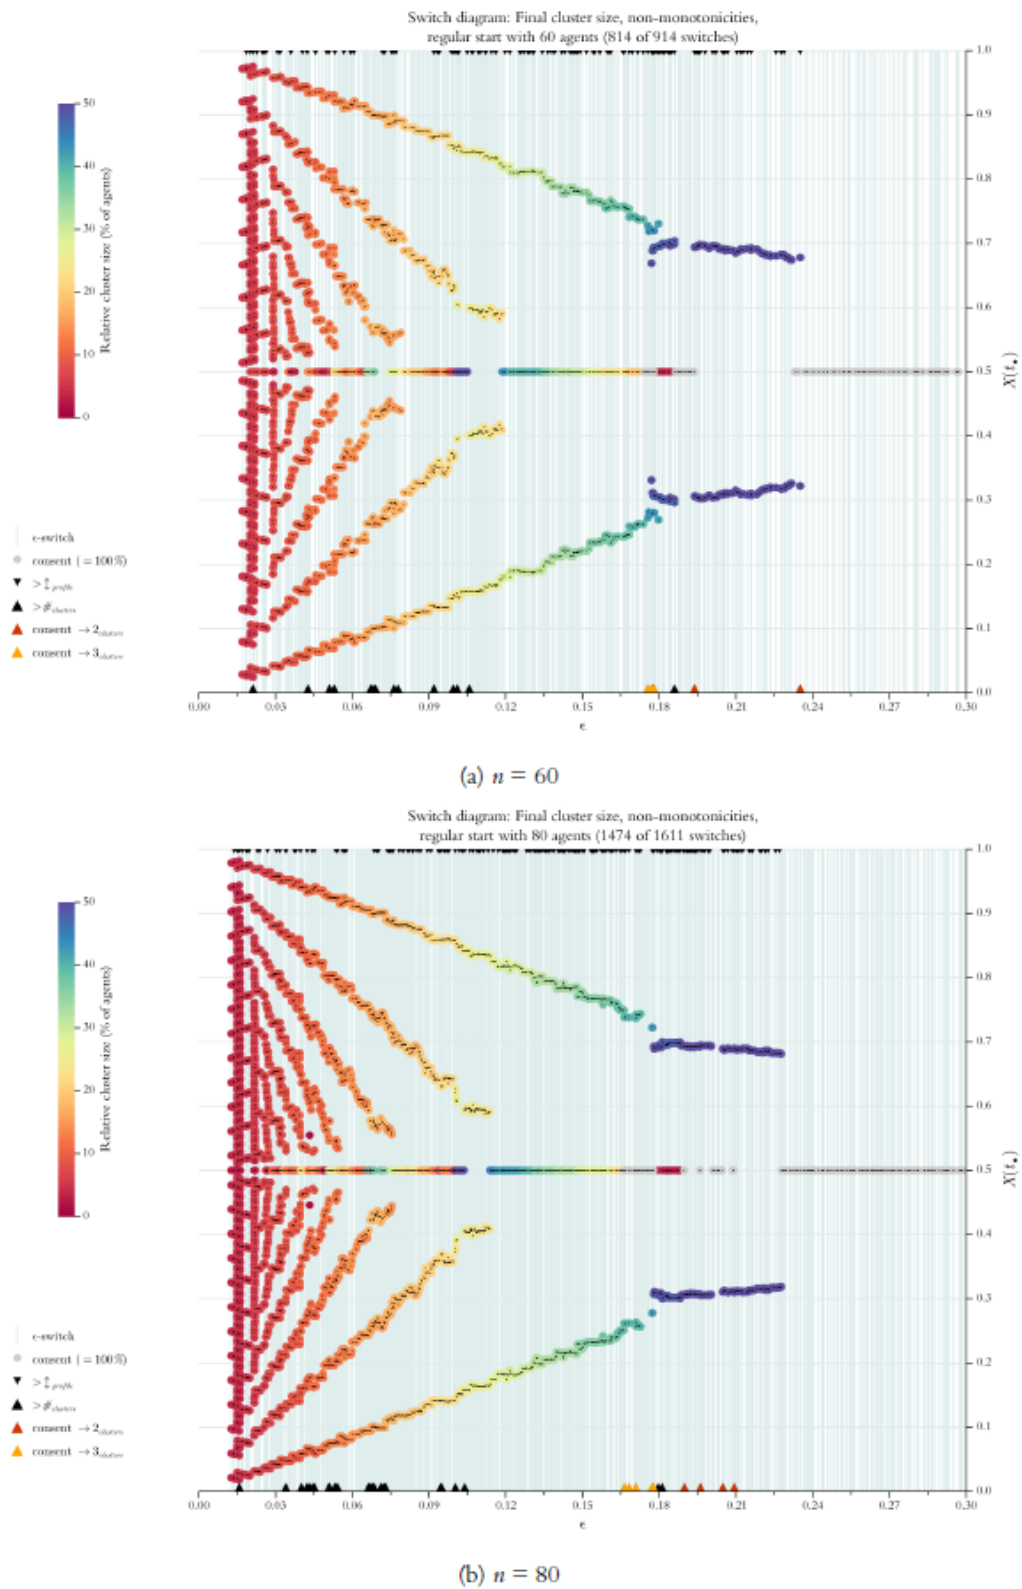 Switch diagram: Final cluster size, non-monotonicities,
regular start with 60 agents (814 of 914 switches)
50
40
30
20
10
0
Relative cluster size (% of agents)
ϵ-switch
consent (=100%)
> ↕profile
> #clusters
consent → 2clusters
consent → 3clusters
1.0
0.9
0.8
0.7
0.6
0.5
0.4
0.3
0.2
0.1
0.0
X(t*)
0.00 0.03 0.06 0.09 0.12 0.15 0.18 0.21 0.24 0.27 0.30
ϵ
(a) n = 60
Switch diagram: Final cluster size, non-monotonicities,
regular start with 80 agents (1474 of 1611 switches)
50
40
30
20
10
0
Relative cluster size (% of agents)
ϵ-switch
consent (=100%)
> ↕profile
> #clusters
consent → 2clusters
consent → 3clusters
1.0
0.9
0.8
0.7
0.6
0.5
0.4
0.3
0.2
0.1
0.0
X(t*)
0.00 0.03 0.06 0.09 0.12 0.15 0.18 0.21 0.24 0.27 0.30
ϵ
(b) n = 80